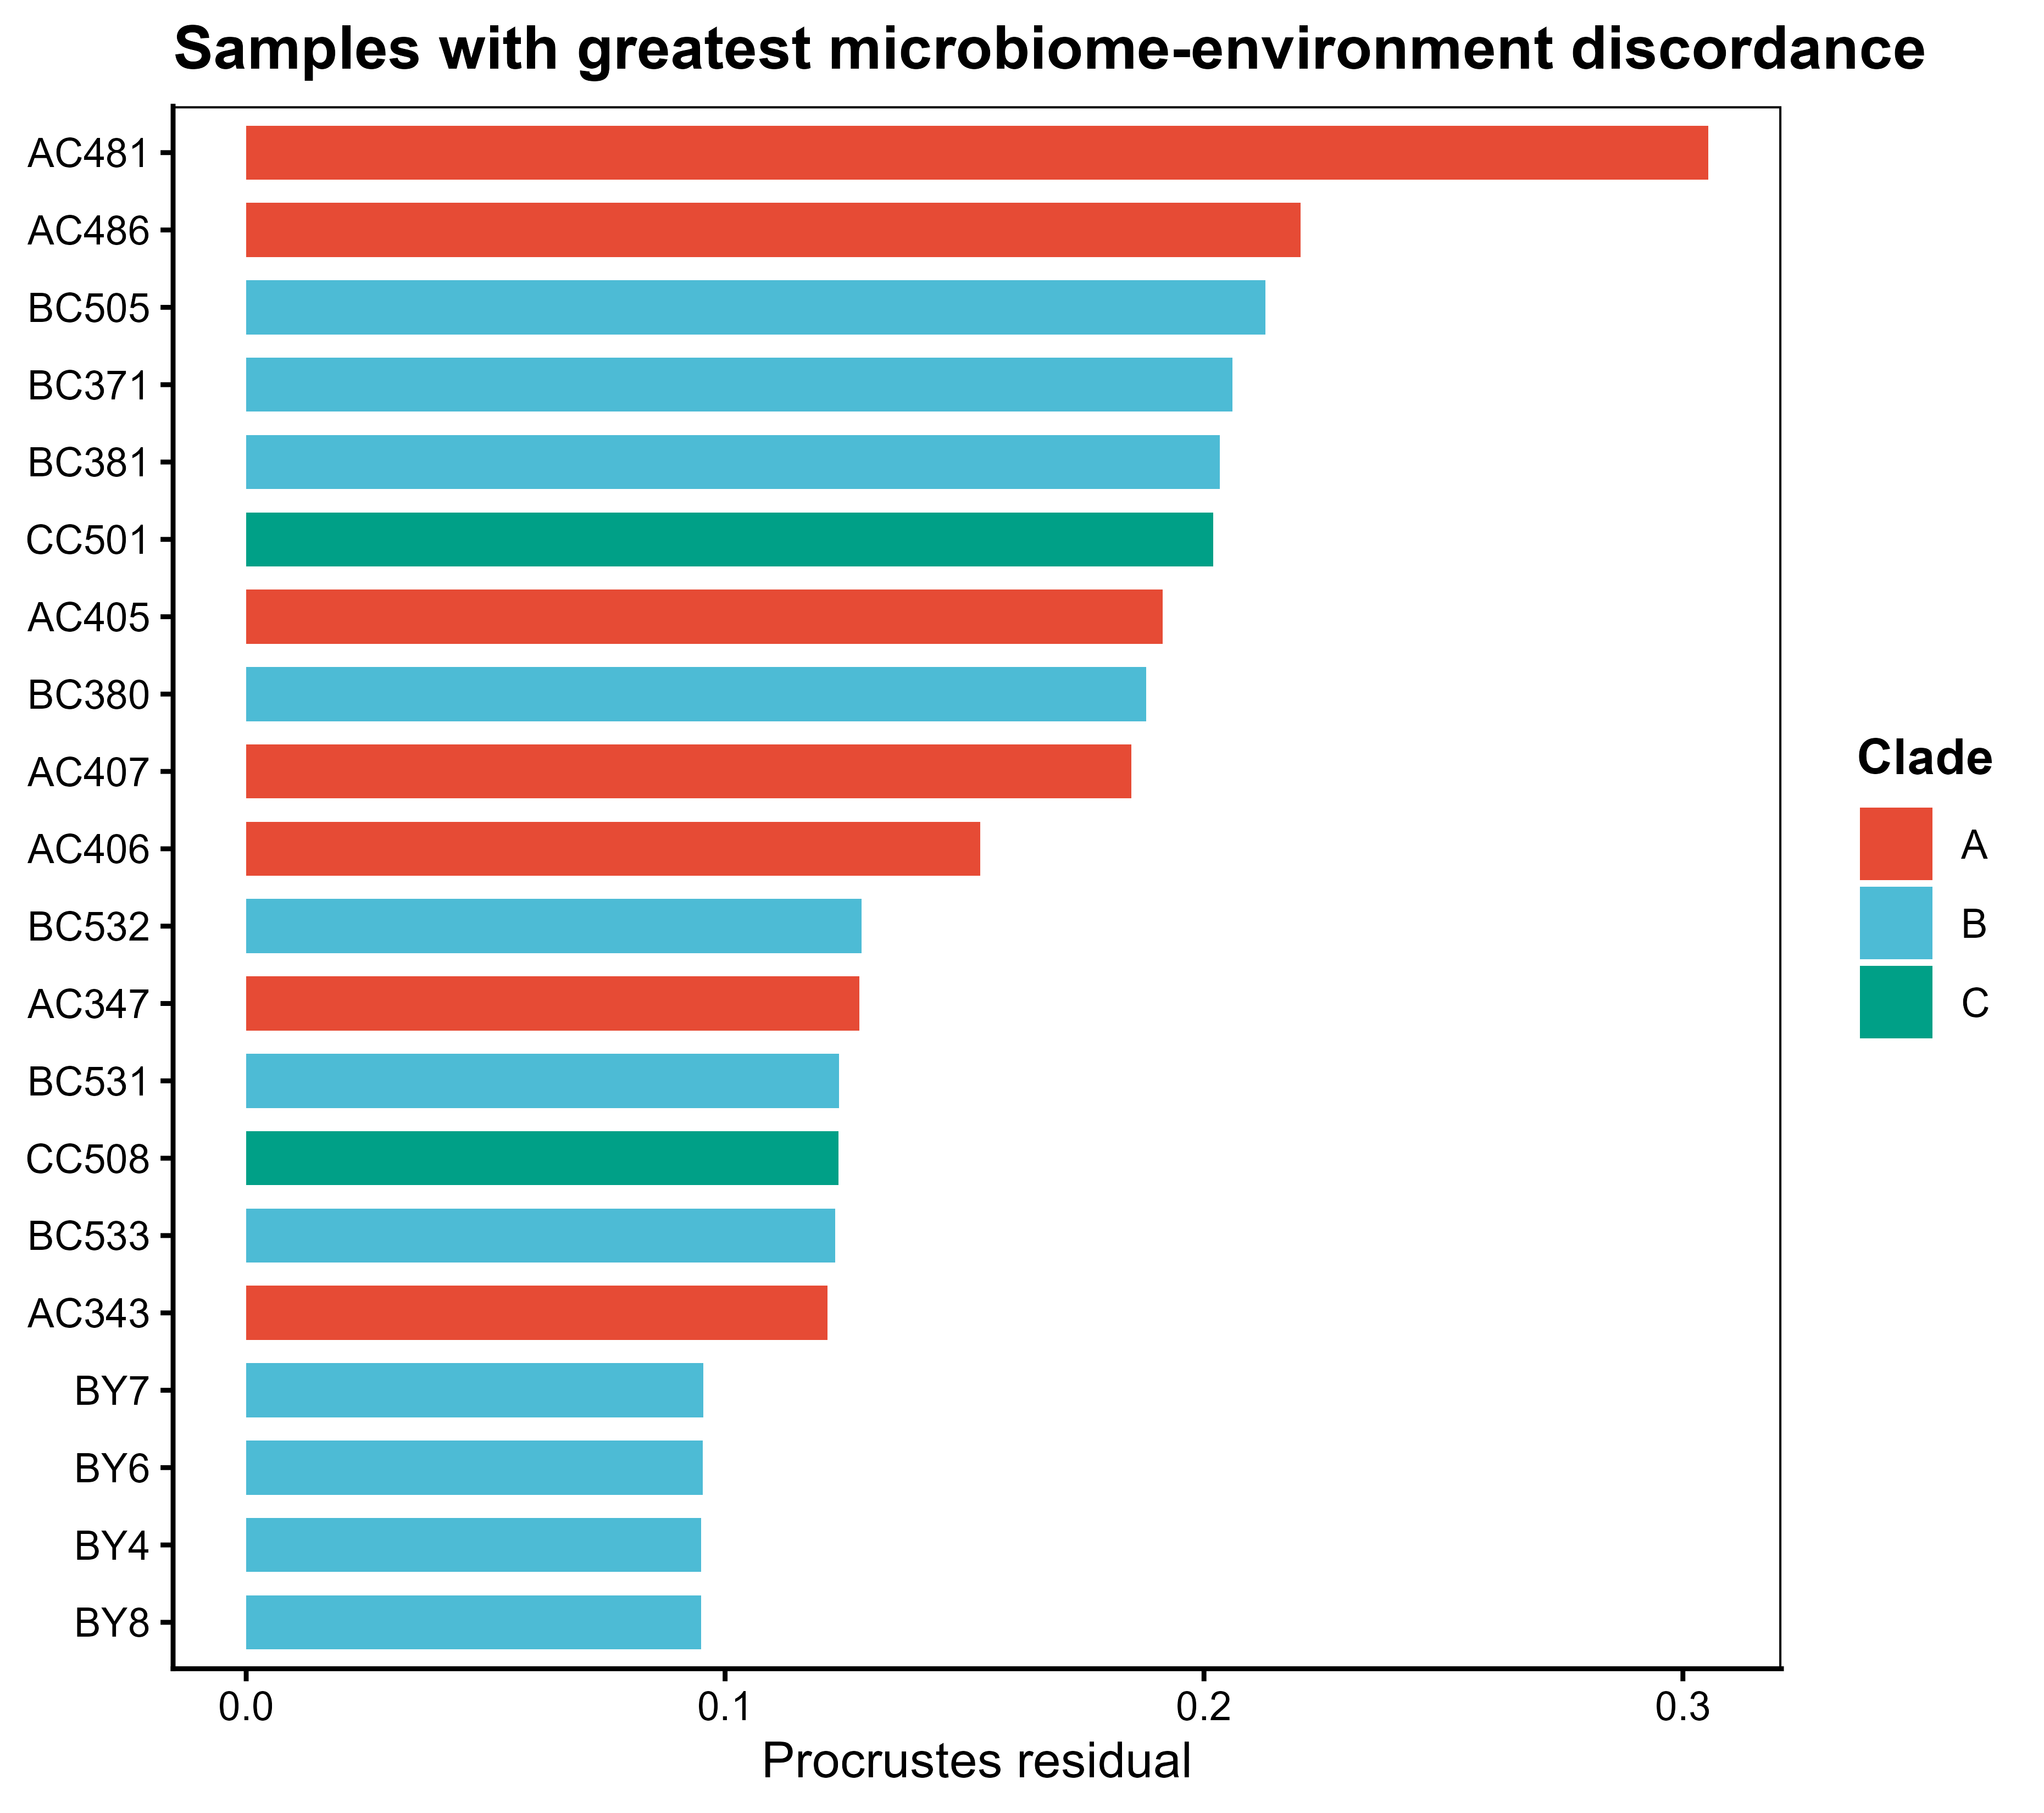 Samples with greatest microbiome-environment discordance
AC481
AC486
BC505
BC371
BC381
CC501
AC405
BC380
AC407
AC406
BC532
AC347
BC531
CC508
BC533
AC343
BY7
BY6
BY4
BY8
0.0 0.1 0.2 0.3
Procrustes residual
Clade
A
B
C